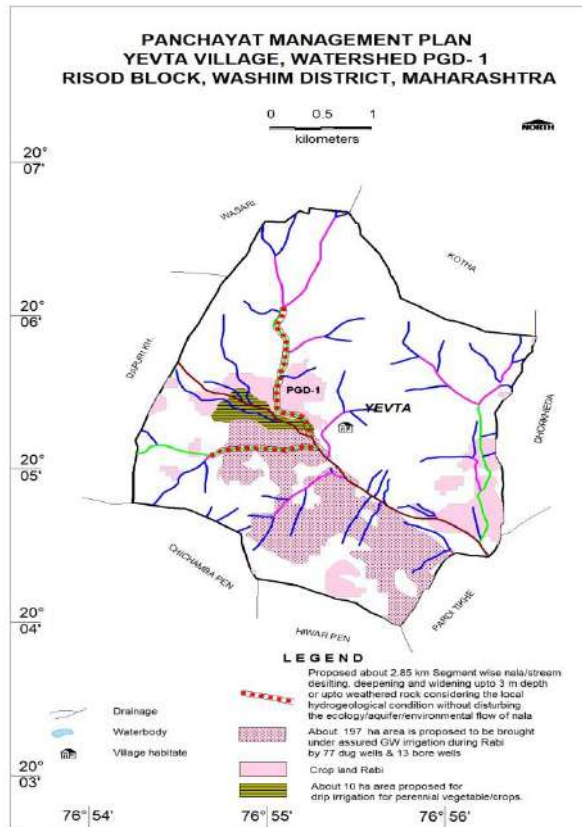 PANCHAYAT MANAGEMENT PLAN
YEVTA VILLAGE, WATERSHED PGD- 1
RISOD BLOCK, WASHIM DISTRICT, MAHARASHTRA
0 0.5 1
kilometers
NORTH
20°
07'
WASARI
KOTHA
20°
06'
DAPURI KH.
PGD-1
YEVTA
DHORKHEDA
20°
05'
CHICHAMBA PEN
PARDI TIKHE
20°
04'
HIWAR PEN
LEGEND
Proposed about 2.85 km Segment wise nala/stream
desilting, deepening and widening upto 3 m depth
or upto weathered rock considering the local
hydrogeological condition without disturbing
the ecology/aquifer/environmental flow of nala
Drainage
Waterbody
Village habitate
About 197 ha area is proposed to be brought
under assured GW irrigation during Rabi
by 77 dug wells & 13 bore wells
Crop land Rabi
About 10 ha area proposed for
drip irrigation for perennial vegetable/crops.
20°
03'
76° 54' 76° 55' 76° 56'